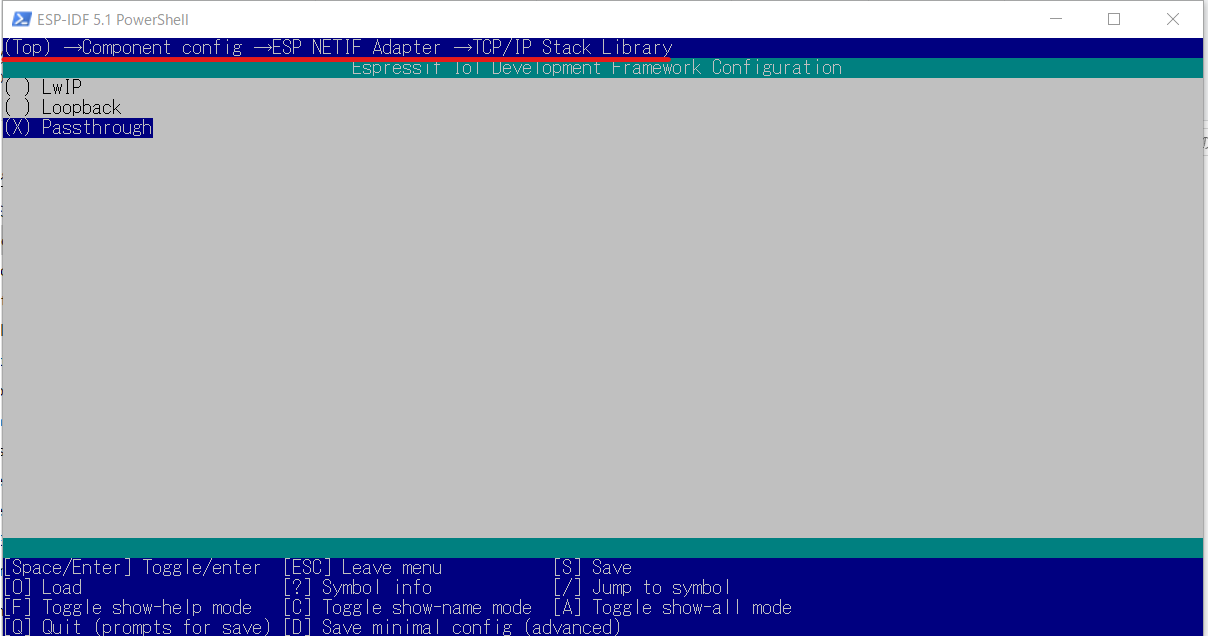 ESP-IDF 5.1 PowerShell
(Top) →Component config →ESP NETIF Adapter →TCP/IP Stack Library
Espressif IoT Development Framework Configuration
( ) LwIP
( ) Loopback
(X) Passthrough
[Space/Enter] Toggle/enter [ESC] Leave menu [S] Save
[O] Load [?] Symbol info [/] Jump to symbol
[F] Toggle show-help mode [C] Toggle show-name mode [A] Toggle show-all mode
[Q] Quit (prompts for save) [D] Save minimal config (advanced)